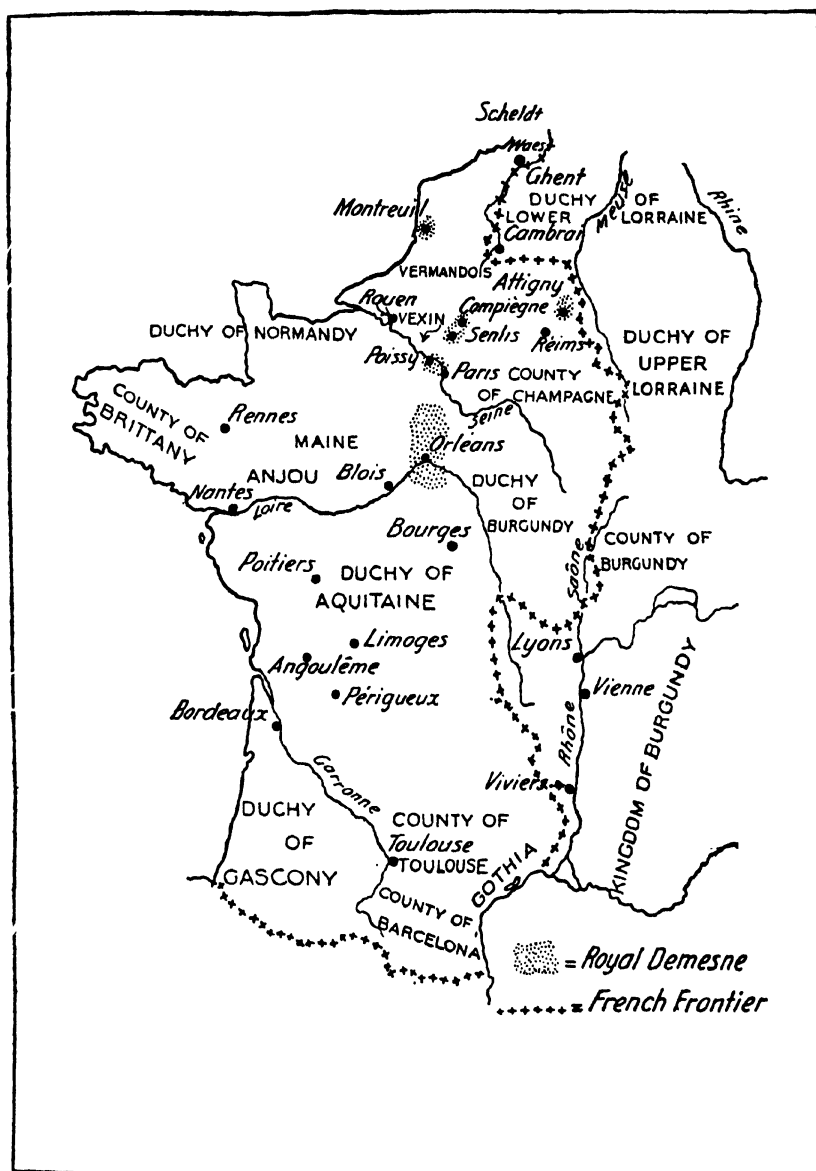 Scheldt
Waes
Ghent
Montreuil
DUCHY OF
LOWER LORRAINE
Meuse
Rhine
Cambrai
VERMANDOIS
Attigny
Rouen
VEXIN
Compiègne
DUCHY OF NORMANDY
Senlis
Réims
DUCHY OF
UPPER
LORRAINE
Poissy
Paris
COUNTY
OF CHAMPAGNE
Seine
COUNTY OF
BRITTANY
Rennes
MAINE
Orléans
ANJOU
Blois
DUCHY
OF
BURGUNDY
Nantes
Loire
Bourges
COUNTY OF
BURGUNDY
Saône
Poitiers
DUCHY OF
AQUITAINE
Limoges
Lyons
Angoulême
Périgueux
Vienne
Bordeaux
Rhône
KINGDOM OF BURGUNDY
Garronne
Viviers
DUCHY
OF
GASCONY
COUNTY OF
Toulouse
TOULOUSE
GOTHIA
COUNTY OF
BARCELONA
= Royal Demesne
= French Frontier